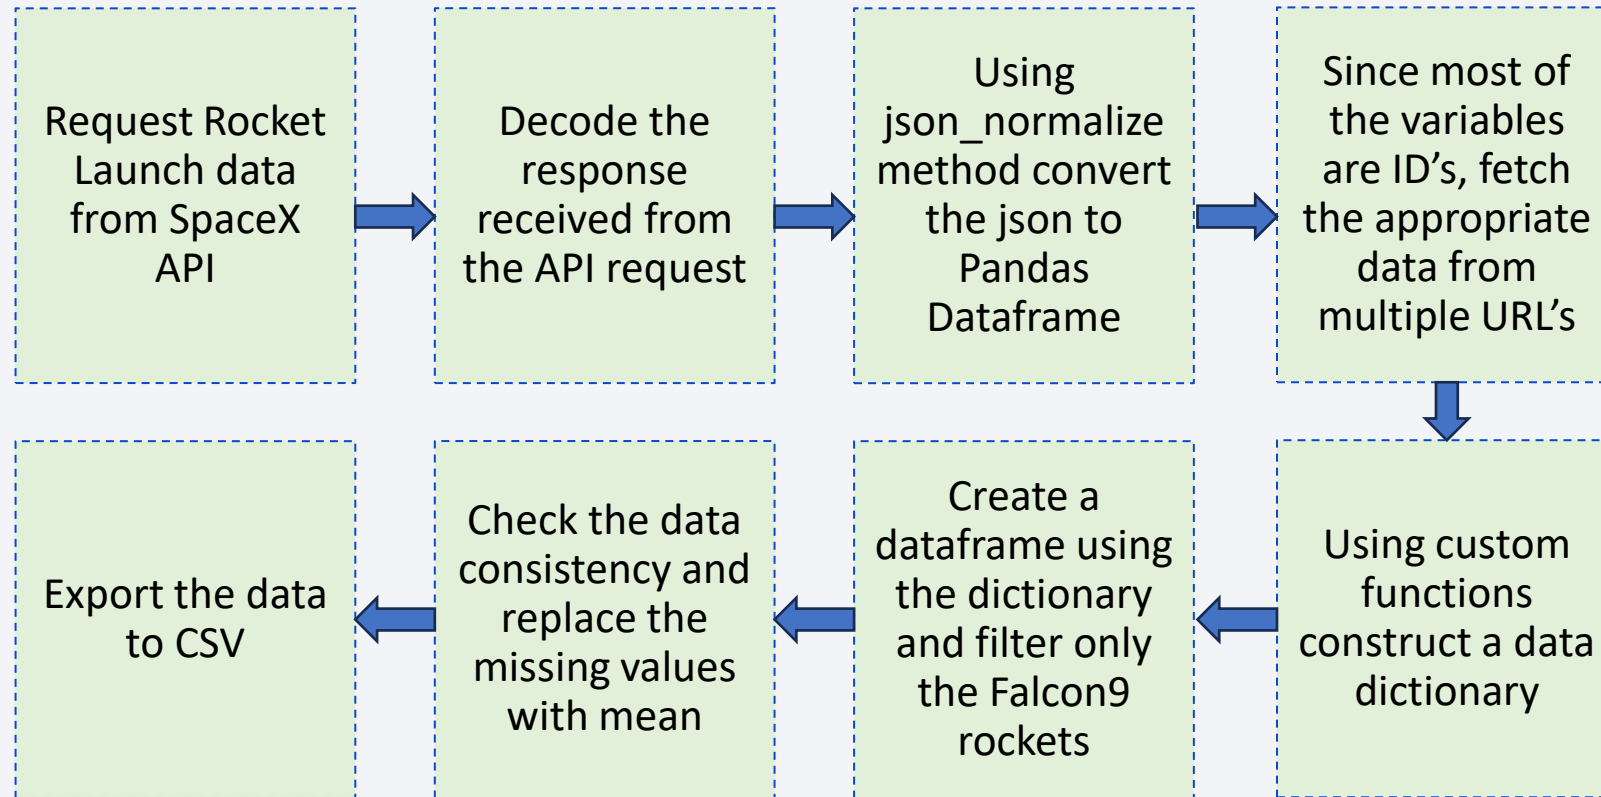 Request Rocket
Launch data
from SpaceX
API
Decode the
response
received from
the API request
Using
json_normalize
method convert
the json to
Pandas
Dataframe
Since most of
the variables
are ID’s, fetch
the appropriate
data from
multiple URL’s
Using custom
functions
construct a data
dictionary
Create a
dataframe using
the dictionary
and filter only
the Falcon9
rockets
Check the data
consistency and
replace the
missing values
with mean
Export the data
to CSV